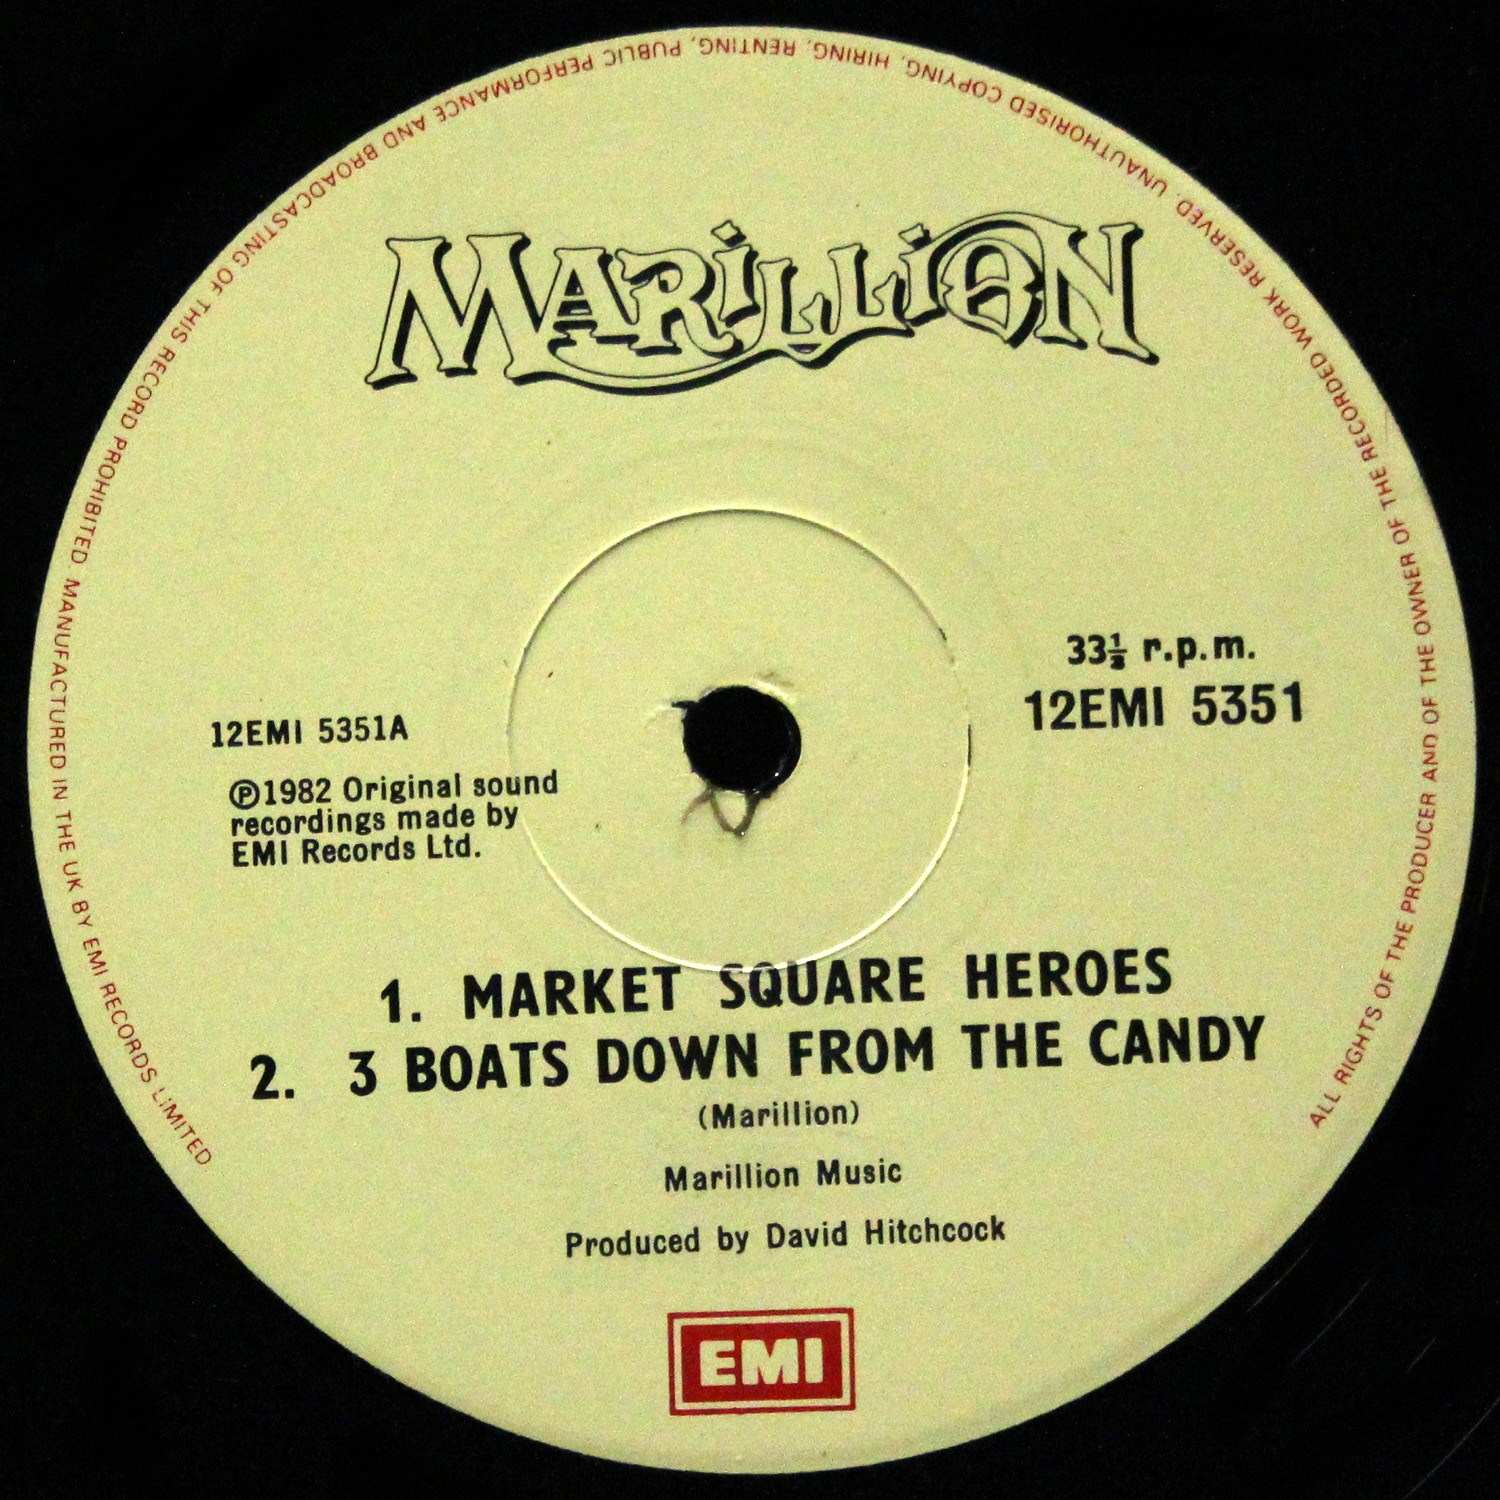 MARILLION
33⅓ r.p.m.
12EMI 5351
12EMI 5351A
℗1982 Original sound
recordings made by
EMI Records Ltd.
1. MARKET SQUARE HEROES
2. 3 BOATS DOWN FROM THE CANDY
(Marillion)
Marillion Music
Produced by David Hitchcock
EMI
ALL RIGHTS OF THE PRODUCER AND OF THE OWNER OF THE RECORDED WORK RESERVED. UNAUTHORISED COPYING, HIRING, RENTING, PUBLIC PERFORMANCE AND BROADCASTING OF THIS RECORD PROHIBITED. MANUFACTURED IN THE UK BY EMI RECORDS LIMITED